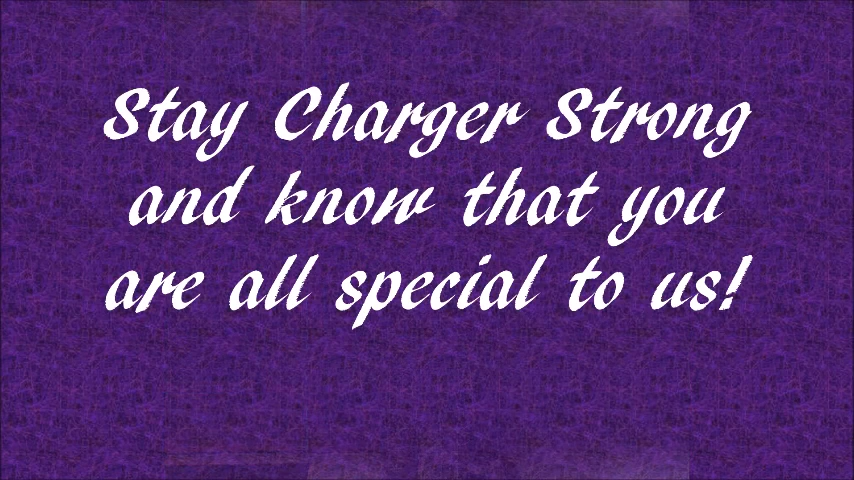 Stay Charger Strong
and know that you
are all special to us!